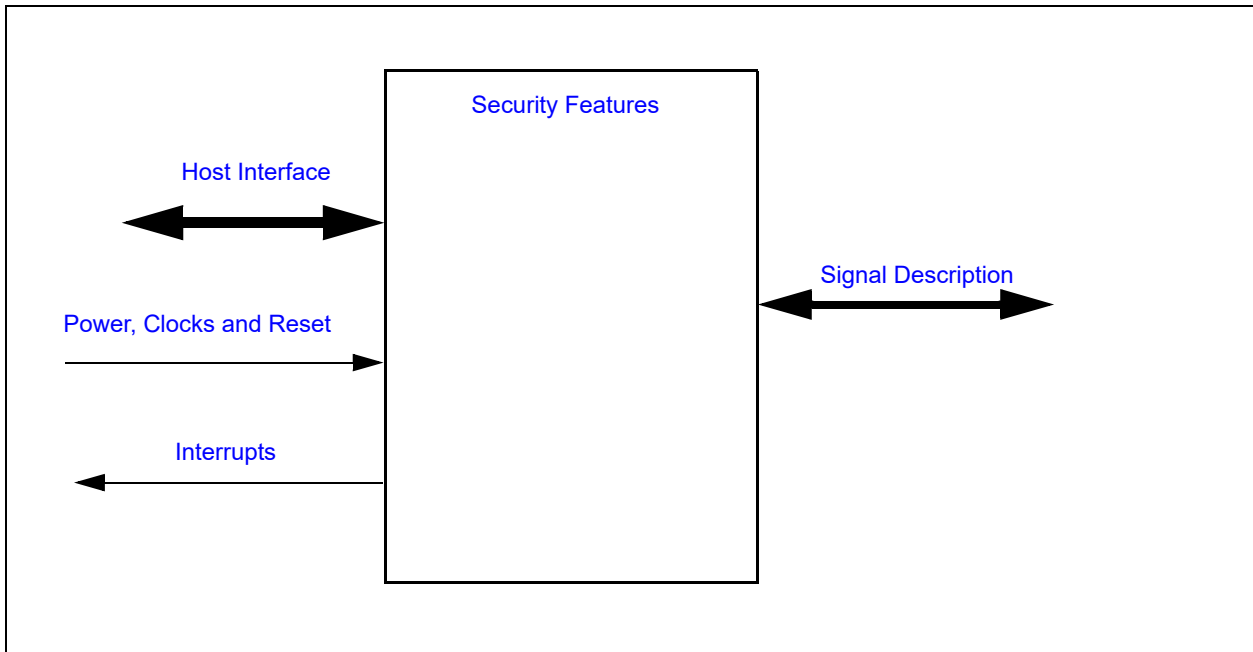 Security Features
Host Interface
Signal Description
Power, Clocks and Reset
Interrupts